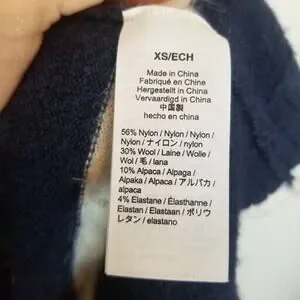 XS/ECH
Made in China
Fabriqué en Chine
Hergestellt in China
Vervaardigd in China
中国製
hecho en china
56% Nylon / Nylon / Nylon /
Nylon / ナイロン / nylon
30% Wool / Laine / Wolle /
Wol / 毛 / lana
10% Alpaca / Alpaga /
Alpaka / Alpaca / アルパカ /
alpaca
4% Elastane / Élasthanne /
Elastan / Elastaan / ポリウ
レタン / elastano